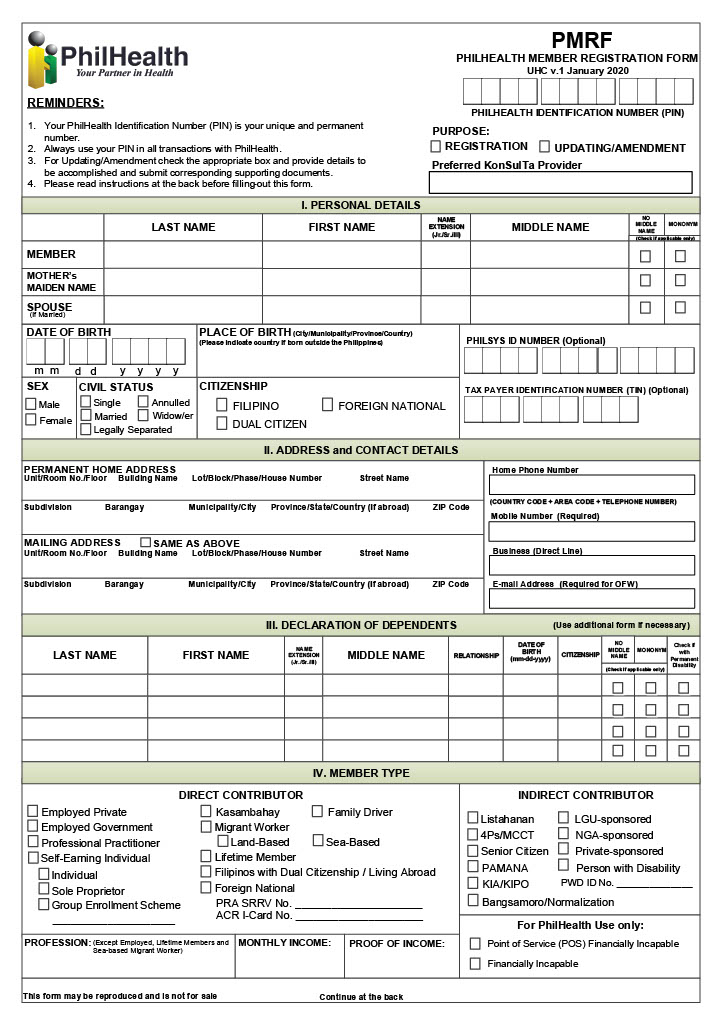 PhilHealth
Your Partner in Health
PMRF
PHILHEALTH MEMBER REGISTRATION FORM
UHC v.1 January 2020
PHILHEALTH IDENTIFICATION NUMBER (PIN)
REMINDERS:
1. Your PhilHealth Identification Number (PIN) is your unique and permanent
number.
2. Always use your PIN in all transactions with PhilHealth.
3. For Updating/Amendment check the appropriate box and provide details to
be accomplished and submit corresponding supporting documents.
4. Please read instructions at the back before filling-out this form.
PURPOSE:
REGISTRATION UPDATING/AMENDMENT
Preferred KonSulTa Provider
I. PERSONAL DETAILS
LAST NAME FIRST NAME NAME EXTENSION (Jr./Sr./III) MIDDLE NAME NO MIDDLE NAME MONONYM
(Check if applicable only)
MEMBER
MOTHER's
MAIDEN NAME
SPOUSE
(If Married)
DATE OF BIRTH
m m d d y y y y
PLACE OF BIRTH (City/Municipality/Province/Country)
(Please indicate country if born outside the Philippines)
PHILSYS ID NUMBER (Optional)
SEX
Male
Female
CIVIL STATUS
Single Annulled
Married Widow/er
Legally Separated
CITIZENSHIP
FILIPINO FOREIGN NATIONAL
DUAL CITIZEN
TAX PAYER IDENTIFICATION NUMBER (TIN) (Optional)
II. ADDRESS and CONTACT DETAILS
PERMANENT HOME ADDRESS
Unit/Room No./Floor Building Name Lot/Block/Phase/House Number Street Name
Subdivision Barangay Municipality/City Province/State/Country (If abroad) ZIP Code
MAILING ADDRESS SAME AS ABOVE
Unit/Room No./Floor Building Name Lot/Block/Phase/House Number Street Name
Subdivision Barangay Municipality/City Province/State/Country (If abroad) ZIP Code
Home Phone Number
(COUNTRY CODE + AREA CODE + TELEPHONE NUMBER)
Mobile Number (Required)
Business (Direct Line)
E-mail Address (Required for OFW)
III. DECLARATION OF DEPENDENTS (Use additional form if necessary)
LAST NAME FIRST NAME NAME EXTENSION (Jr./Sr./III) MIDDLE NAME RELATIONSHIP DATE OF BIRTH (mm-dd-yyyy) CITIZENSHIP NO MIDDLE NAME MONONYM Check if with Permanent Disability
(Check if applicable only)
IV. MEMBER TYPE
DIRECT CONTRIBUTOR
Employed Private
Employed Government
Professional Practitioner
Self-Earning Individual
Individual
Sole Proprietor
Group Enrollment Scheme
Kasambahay Family Driver
Migrant Worker
Land-Based Sea-Based
Lifetime Member
Filipinos with Dual Citizenship / Living Abroad
Foreign National
PRA SRRV No.
ACR I-Card No.
INDIRECT CONTRIBUTOR
Listahanan LGU-sponsored
4Ps/MCCT NGA-sponsored
Senior Citizen Private-sponsored
PAMANA Person with Disability
KIA/KIPO PWD ID No.
Bangsamoro/Normalization
PROFESSION: (Except Employed, Lifetime Members and
Sea-based Migrant Worker)
MONTHLY INCOME:
PROOF OF INCOME:
For PhilHealth Use only:
Point of Service (POS) Financially Incapable
Financially Incapable
This form may be reproduced and is not for sale Continue at the back